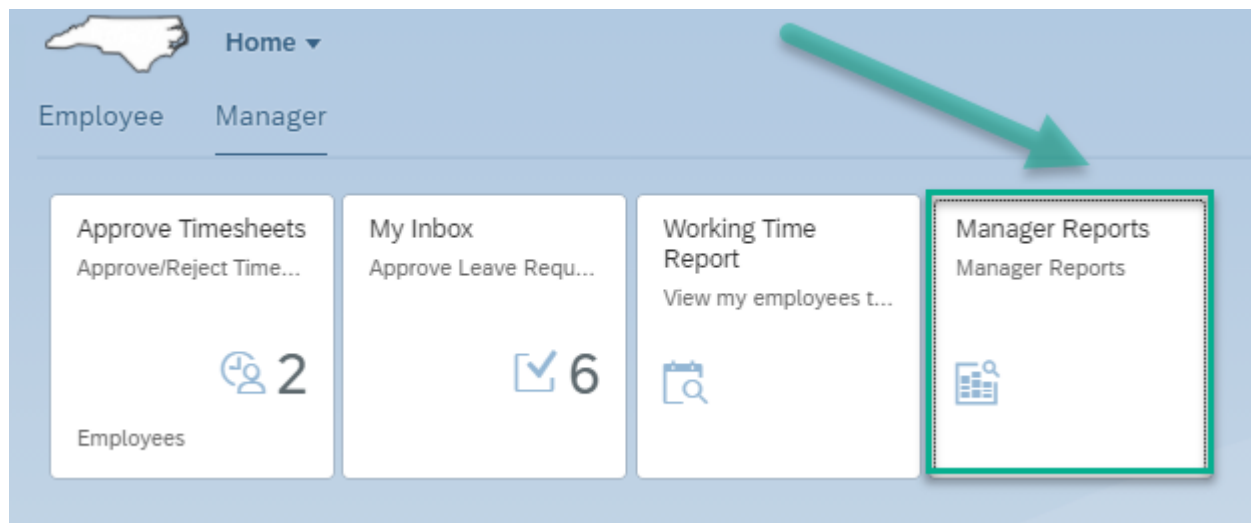 Home
Employee Manager
Approve Timesheets
Approve/Reject Time...
2
Employees
My Inbox
Approve Leave Requ...
6
Working Time
Report
View my employees t...
Manager Reports
Manager Reports